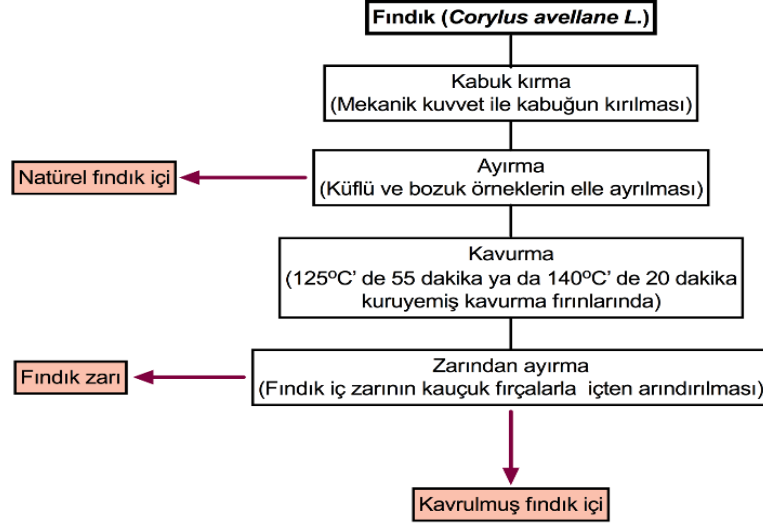 Fındık (Corylus avellane L.)
Kabuk kırma
(Mekanik kuvvet ile kabuğun kırılması)
Natürel fındık içi
Ayırma
(Küflü ve bozuk örneklerin elle ayrılması)
Kavurma
(125ºC’ de 55 dakika ya da 140ºC’ de 20 dakika
kuruyemiş kavurma fırınlarında)
Fındık zarı
Zarından ayırma
(Fındık iç zarının kauçuk fırçalarla içten arındırılması)
Kavrulmuş fındık içi